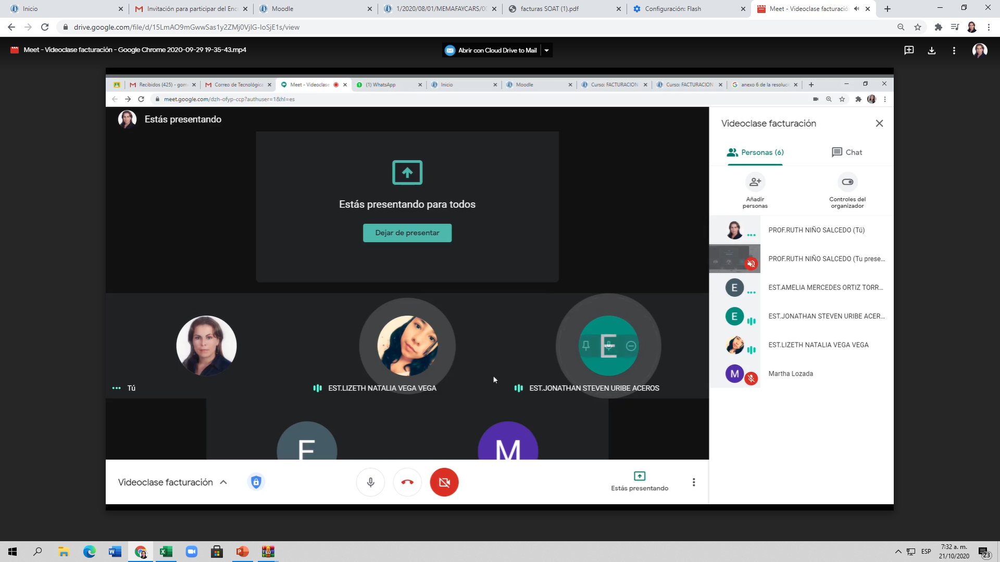 Inicio
Invitación para participar del Enc
Moodle
1/2020/08/01/MEMAFAYCARS/00
facturas SOAT (1).pdf
Configuración: Flash
Meet - Videoclase facturació
drive.google.com/file/d/15LmAO9mGwwSas1y2ZMj0VjlG-IoSjE1s/view
Meet - Videoclase facturación - Google Chrome 2020-09-29 19-35-43.mp4
Abrir con Cloud Drive to Mail
Recibidos (425) - gom
Correo de Tecnológica
Meet - Videoclase
(1) WhatsApp
Inicio
Moodle
Curso: FACTURACION
Curso: FACTURACION
anexo 6 de la resoluci
meet.google.com/dzh-ofyp-ccp?authuser=1&hl=es
Estás presentando
Estás presentando para todos
Dejar de presentar
Videoclase facturación
Personas (6)
Chat
Añadir
personas
Controles del
organizador
PROF.RUTH NIÑO SALCEDO (Tú)
PROF.RUTH NIÑO SALCEDO (Tu prese...
E
EST.AMELIA MERCEDES ORTIZ TORR...
E
EST.JONATHAN STEVEN URIBE ACER...
EST.LIZETH NATALIA VEGA VEGA
M
Martha Lozada
E
Tú
EST.LIZETH NATALIA VEGA VEGA
EST.JONATHAN STEVEN URIBE ACEROS
E
M
Videoclase facturación
Estás presentando
ESP
7:32 a. m.
21/10/2020
23